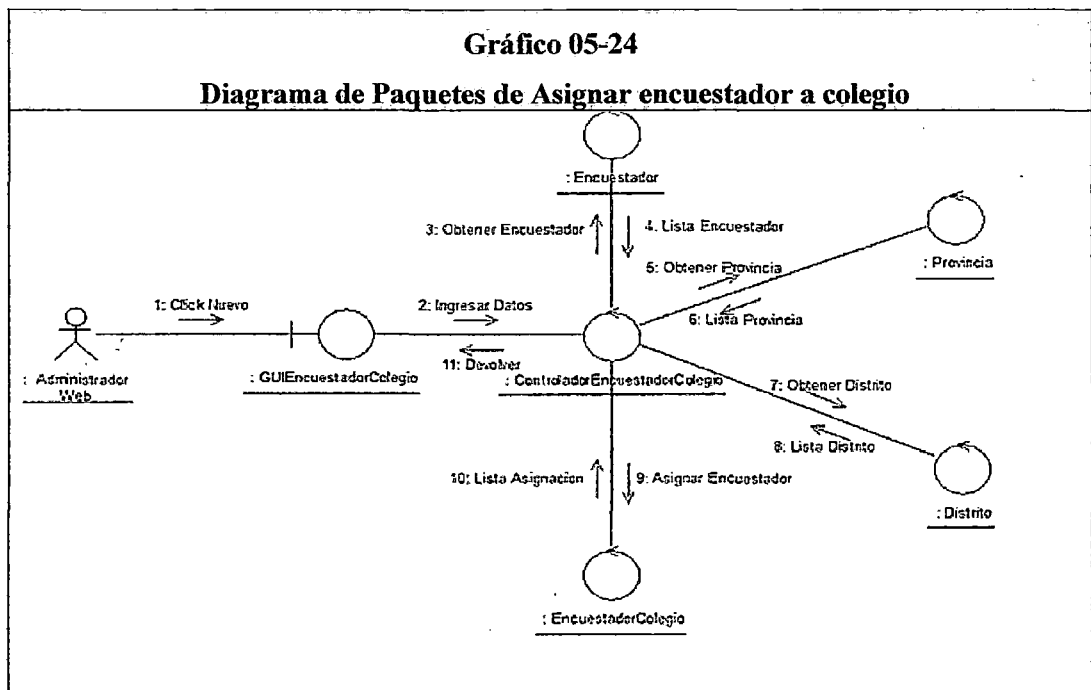 Gráfico 05-24
Diagrama de Paquetes de Asignar encuestador a colegio
: Encuestador
3: Obtener Encuestador
4. Lista Encuestador
5: Obtener Provincia
: Provincia
6: Lista Provincia
1: Click Nuevo
2: Ingresar Datos
11: Devolver
: Administrador
Web
: GUIEncuestadorColegio
: ControladorEncuestadorColegio
7: Obtener Distrito
8: Lista Distrito
10: Lista Asignacion
9: Asignar Encuestador
: Distrito
: EncuestadorColegio